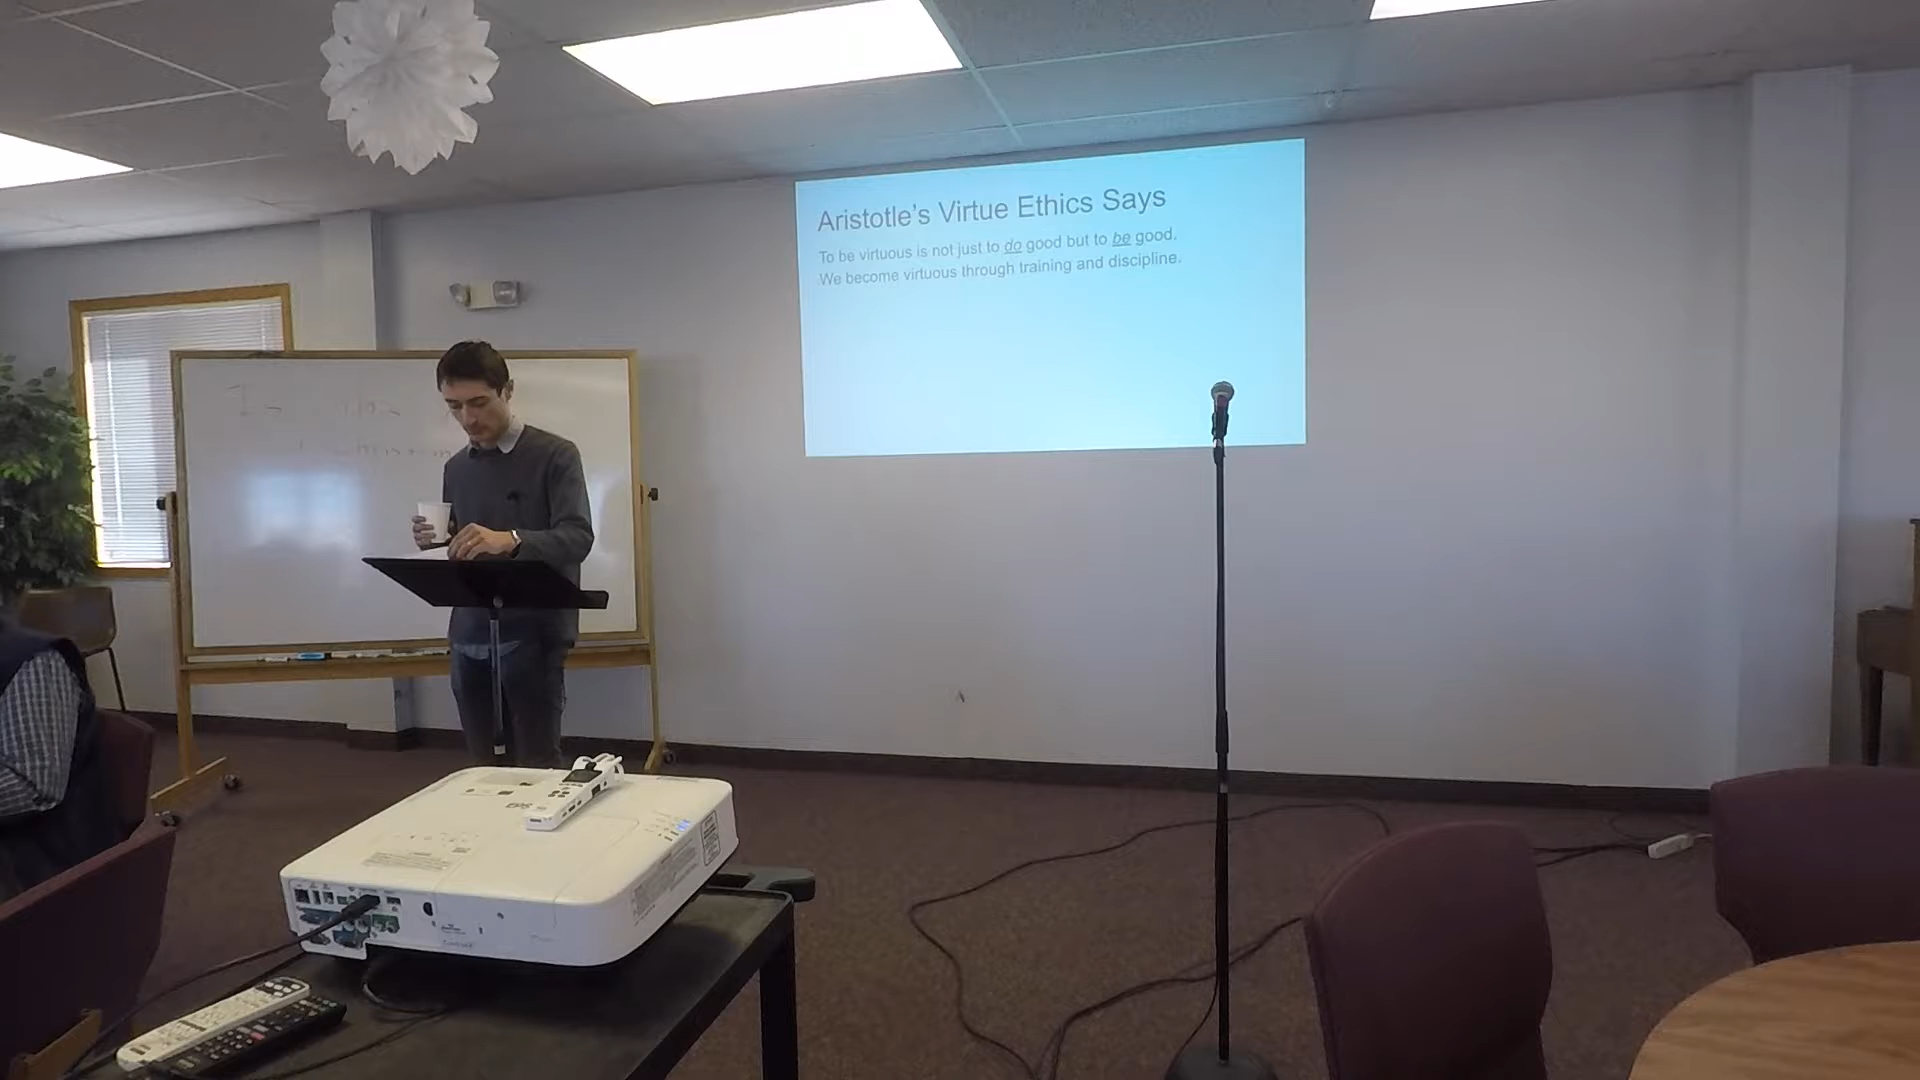 Aristotle's Virtue Ethics Says
To be virtuous is not just to do good but to be good.
We become virtuous through training and discipline.